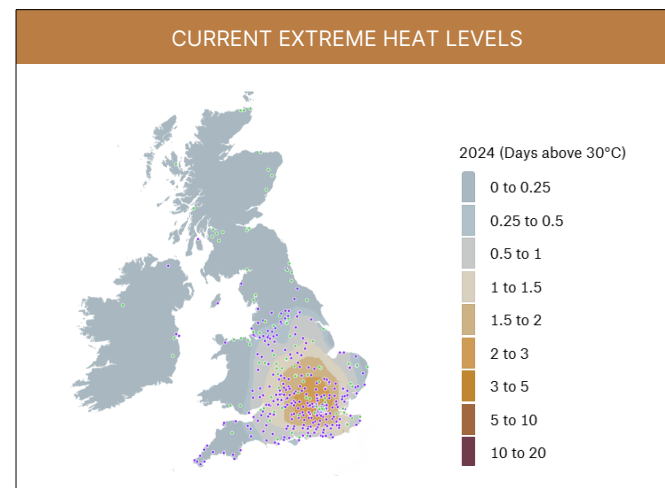 CURRENT EXTREME HEAT LEVELS
2024 (Days above 30°C)
0 to 0.25
0.25 to 0.5
0.5 to 1
1 to 1.5
1.5 to 2
2 to 3
3 to 5
5 to 10
10 to 20